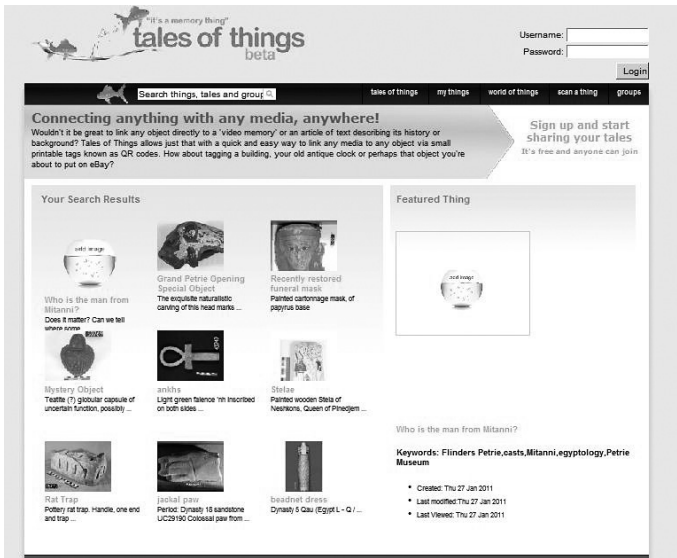 "it's a memory thing"
tales of things
beta
Username:
Password:
Login
Search things, tales and group
tales of things
my things
world of things
scan a thing
groups
Connecting anything with any media, anywhere!
Wouldn't it be great to link any object directly to a 'video memory' or an article of text describing its history or
background? Tales of Things allows just that with a quick and easy way to link any media to any object via small
printable tags known as QR codes. How about tagging a building, your old antique clock or perhaps that object you're
about to put on eBay?
Sign up and start
sharing your tales
It's free and anyone can join
Your Search Results
add image
Who is the man from
Mitanni?
Does it matter? Can we tell
where some
Grand Petrie Opening
Special Object
The exquisite naturalistic
carving of this head marks ...
Recently restored
funeral mask
Painted cartonnage mask, of
papyrus base
Mystery Object
Teatite (?) globular capsule of
uncertain function, possibly ...
ankhs
Light green faience 'nh inscribed
on both sides ...
Stelae
Painted wooden Stela of
Neshkons, Queen of Pinedjem ...
Rat Trap
Pottery rat trap. Handle, one end
and trap ...
jackal paw
Period: Dynasty 18 sandstone
UC29190 Colossal paw from ...
beadnet dress
Dynasty 5 Qau (Egypt L - Q / ...
Featured Thing
add image
Who is the man from Mitanni?
Keywords: Flinders Petrie,casts,Mitanni,egyptology,Petrie
Museum
• Created: Thu 27 Jan 2011
• Last modified:Thu 27 Jan 2011
• Last Viewed: Thu 27 Jan 2011